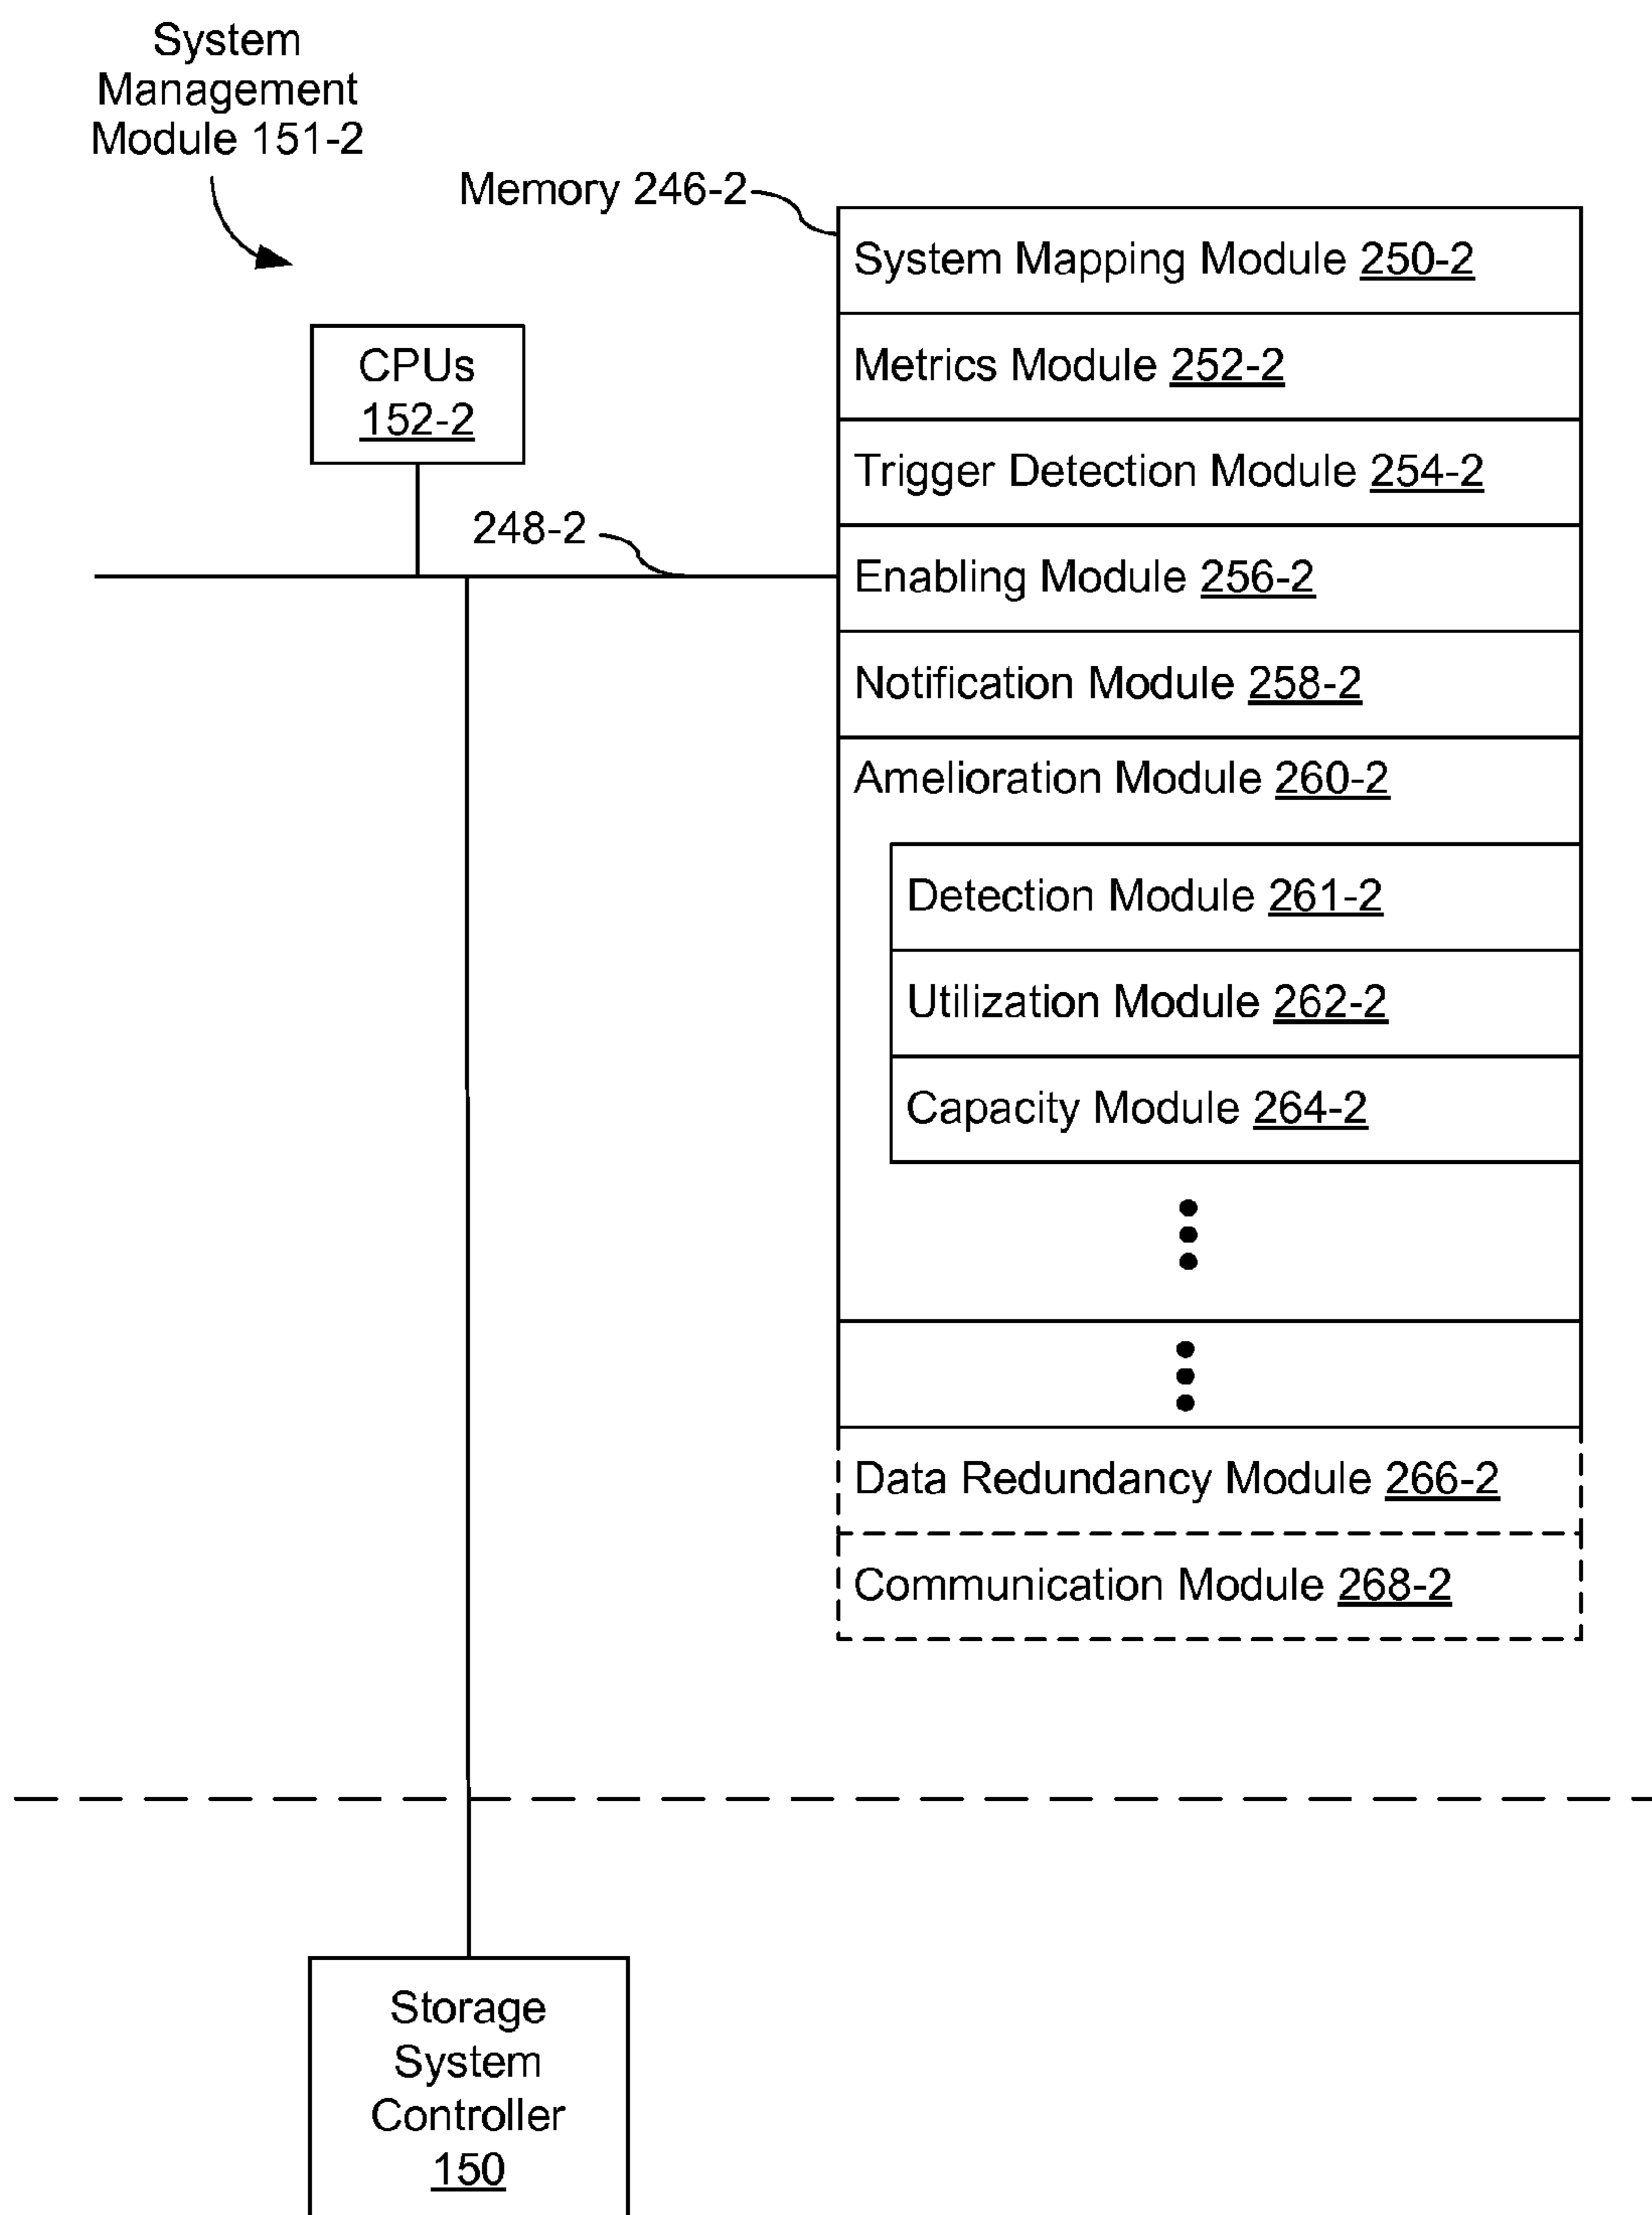 System
Management
Module 151-2
Memory 246-2
System Mapping Module 250-2
CPUs
152-2
Metrics Module 252-2
Trigger Detection Module 254-2
248-2
Enabling Module 256-2
Notification Module 258-2
Amelioration Module 260-2
Detection Module 261-2
Utilization Module 262-2
Capacity Module 264-2
Data Redundancy Module 266-2
Communication Module 268-2
Storage
System
Controller
150